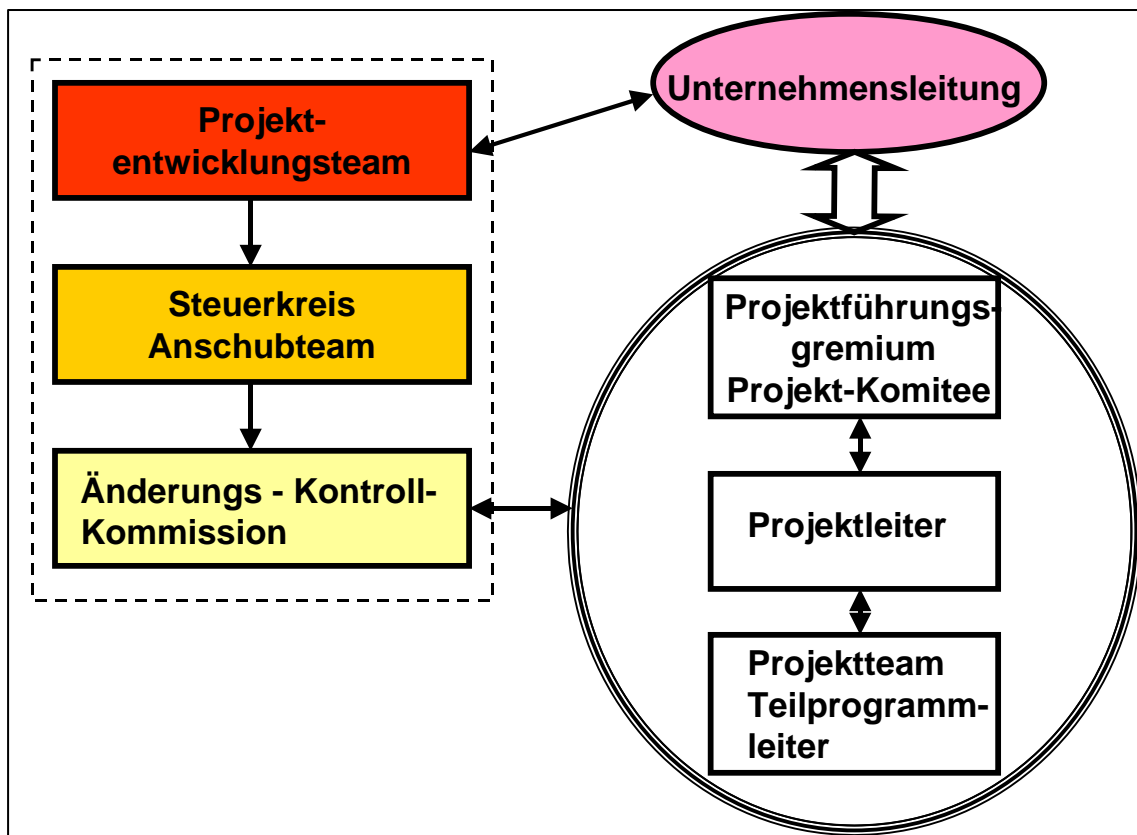 Projekt-
entwicklungsteam
Steuerkreis
Anschubteam
Änderungs - Kontroll-
Kommission
Unternehmensleitung
Projektführungs-
gremium
Projekt-Komitee
Projektleiter
Projektteam
Teilprogramm-
leiter